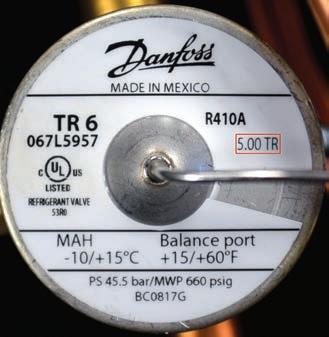 Danfoss
MADE IN MEXICO
TR 6
067L5957
R410A
5.00 TR
C UL US
LISTED
REFRIGERANT VALVE
53R0
MAH
-10/+15°C
Balance port
+15/+60°F
PS 45.5 bar/MWP 660 psig
BC0817G